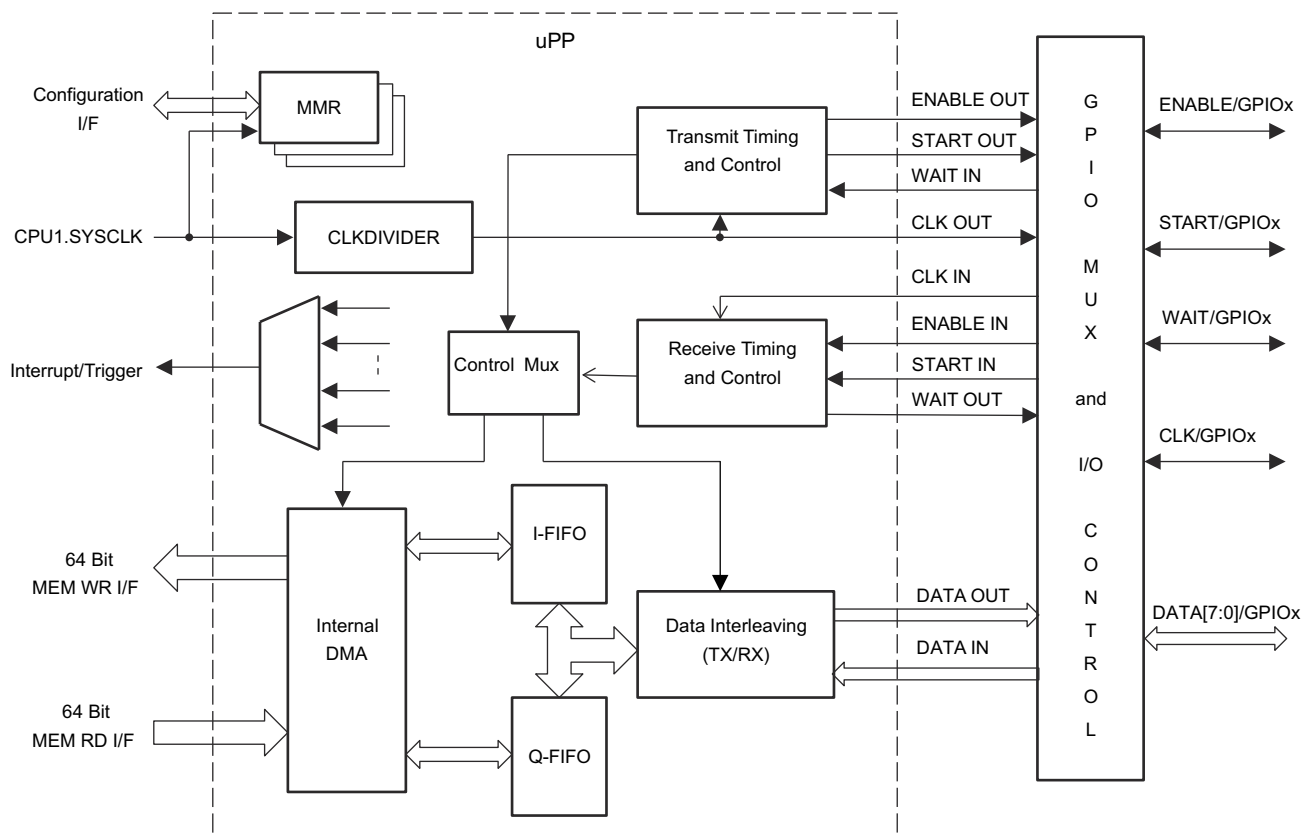 uPP
Configuration
I/F
MMR
CPU1.SYSCLK
CLKDIVIDER
Interrupt/Trigger
Control Mux
Transmit Timing
and Control
Receive Timing
and Control
ENABLE OUT
START OUT
WAIT IN
CLK OUT
CLK IN
ENABLE IN
START IN
WAIT OUT
64 Bit
MEM WR I/F
64 Bit
MEM RD I/F
Internal
DMA
I-FIFO
Q-FIFO
Data Interleaving
(TX/RX)
DATA OUT
DATA IN
G
P
I
O
M
U
X
and
I/O
C
O
N
T
R
O
L
ENABLE/GPIOx
START/GPIOx
WAIT/GPIOx
CLK/GPIOx
DATA[7:0]/GPIOx